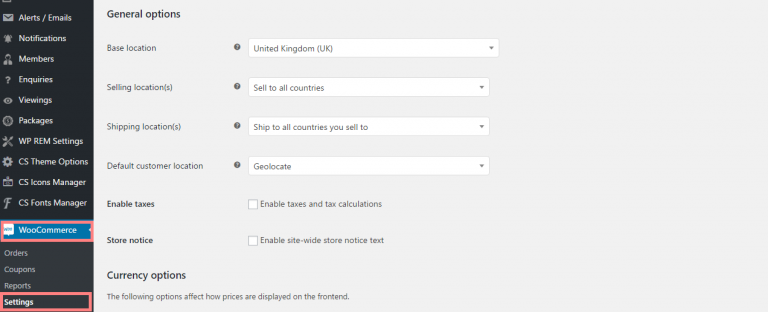 Alerts / Emails
Notifications
Members
Enquiries
Viewings
Packages
WP REM Settings
CS Theme Options
CS Icons Manager
CS Fonts Manager
WooCommerce
Orders
Coupons
Reports
Settings
General options
Base location United Kingdom (UK)
Selling location(s) Sell to all countries
Shipping location(s) Ship to all countries you sell to
Default customer location Geolocate
Enable taxes Enable taxes and tax calculations
Store notice Enable site-wide store notice text
Currency options
The following options affect how prices are displayed on the frontend.